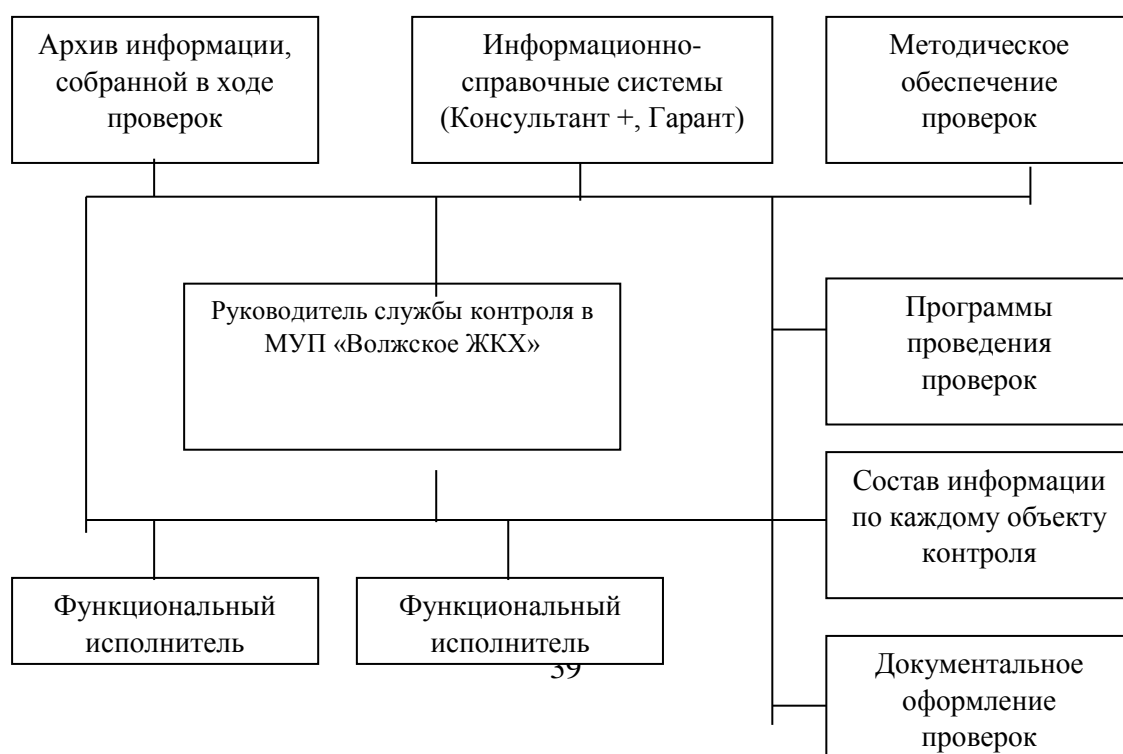 Архив информации,
собранной в ходе
проверок
Информационно-
справочные системы
(Консультант +, Гарант)
Методическое
обеспечение
проверок
Руководитель службы контроля в
МУП «Волжское ЖКХ»
Программы
проведения
проверок
Состав информации
по каждому объекту
контроля
Функциональный
исполнитель
Функциональный
исполнитель
39
Документальное
оформление
проверок